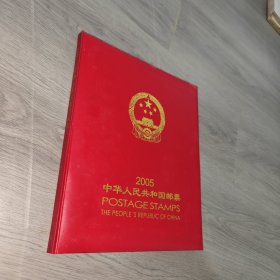 2005
中华人民共和国邮票
POSTAGE STAMPS
THE PEOPLE'S REPUBLIC OF CHINA